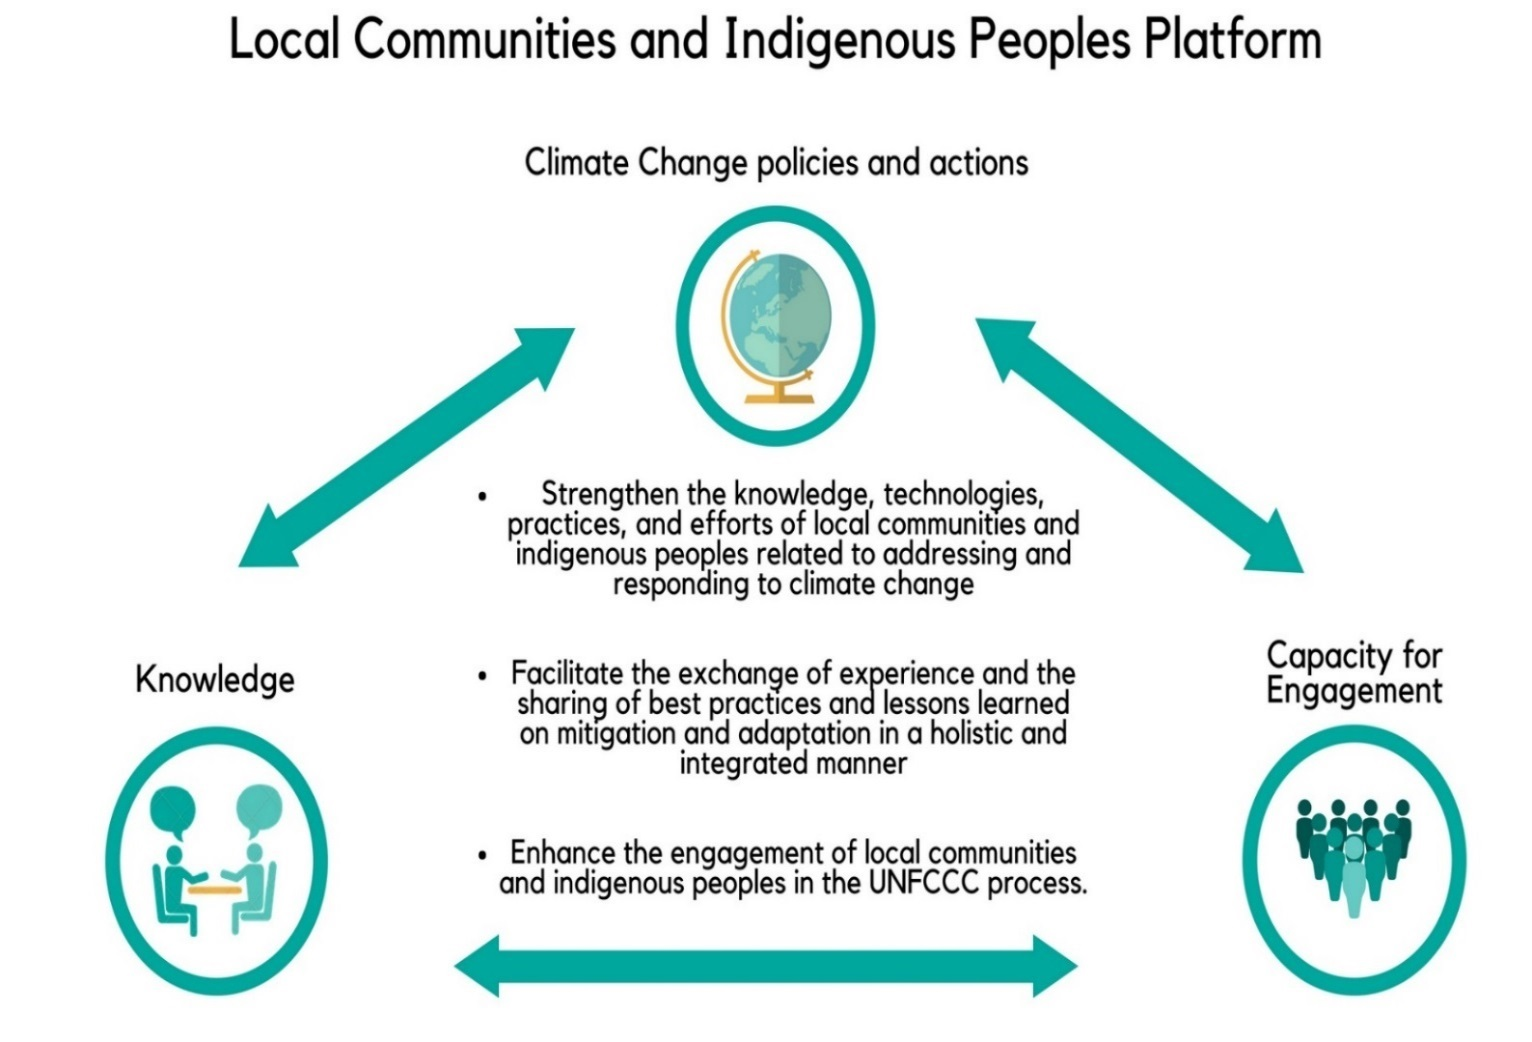 Local Communities and Indigenous Peoples Platform
Climate Change policies and actions
• Strengthen the knowledge, technologies,
practices, and efforts of local communities and
indigenous peoples related to addressing and
responding to climate change
Knowledge
• Facilitate the exchange of experience and the
sharing of best practices and lessons learned
on mitigation and adaptation in a holistic and
integrated manner
Capacity for
Engagement
• Enhance the engagement of local communities
and indigenous peoples in the UNFCCC process.